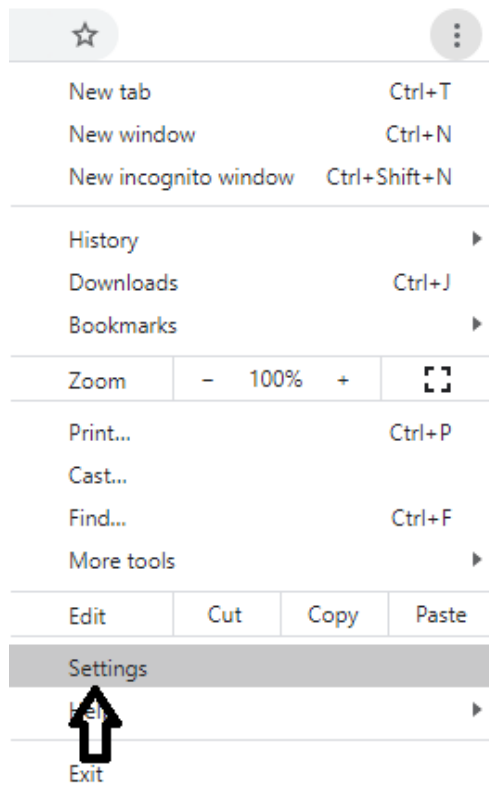 New tab Ctrl+T
New window Ctrl+N
New incognito window Ctrl+Shift+N
History
Downloads Ctrl+J
Bookmarks
Zoom - 100% +
Print... Ctrl+P
Cast...
Find... Ctrl+F
More tools
Edit Cut Copy Paste
Settings
Help
Exit